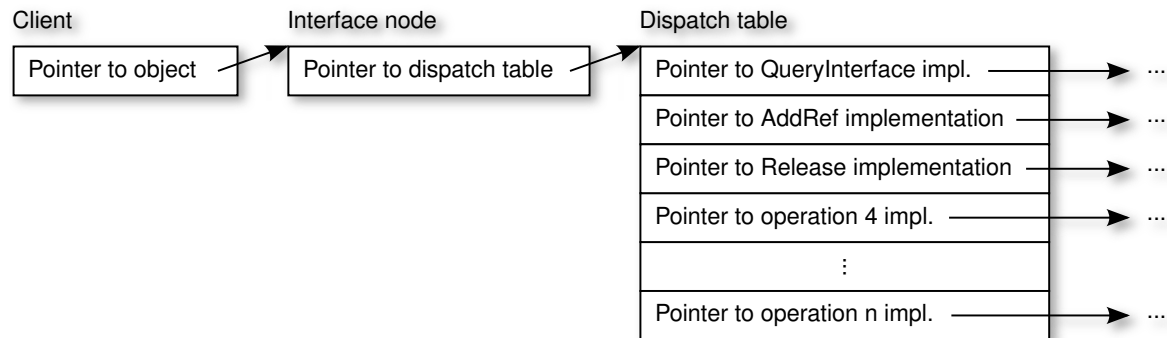 Client
Interface node
Dispatch table
Pointer to object
Pointer to dispatch table
Pointer to QueryInterface impl.
...
Pointer to AddRef implementation
...
Pointer to Release implementation
...
Pointer to operation 4 impl.
...
⋮
Pointer to operation n impl.
...